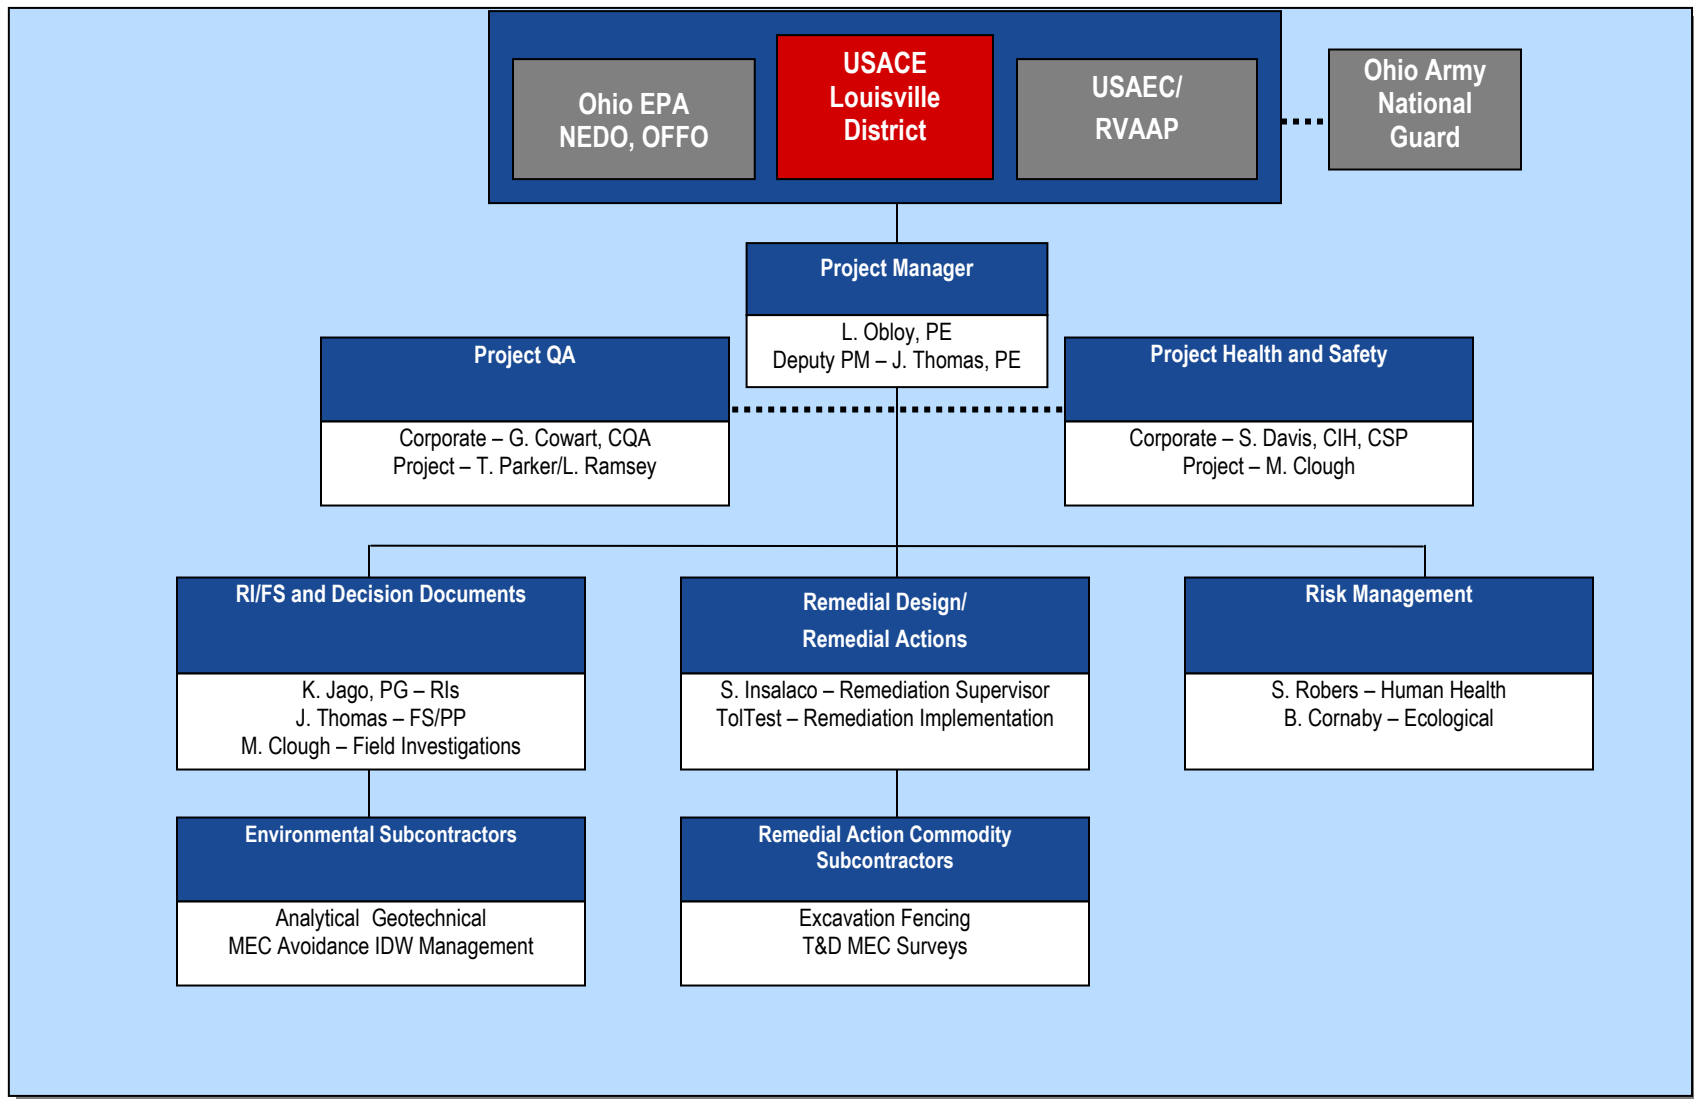 Ohio EPA
NEDO, OFFO
USACE
Louisville
District
USAEC/
RVAAP
Ohio Army
National
Guard
Project Manager
L. Obloy, PE
Deputy PM – J. Thomas, PE
Project QA
Corporate – G. Cowart, CQA
Project – T. Parker/L. Ramsey
Project Health and Safety
Corporate – S. Davis, CIH, CSP
Project – M. Clough
RI/FS and Decision Documents
K. Jago, PG – RIs
J. Thomas – FS/PP
M. Clough – Field Investigations
Remedial Design/
Remedial Actions
S. Insalaco – Remediation Supervisor
TolTest – Remediation Implementation
Risk Management
S. Robers – Human Health
B. Cornaby – Ecological
Environmental Subcontractors
Analytical  Geotechnical
MEC Avoidance IDW Management
Remedial Action Commodity
Subcontractors
Excavation Fencing
T&D MEC Surveys